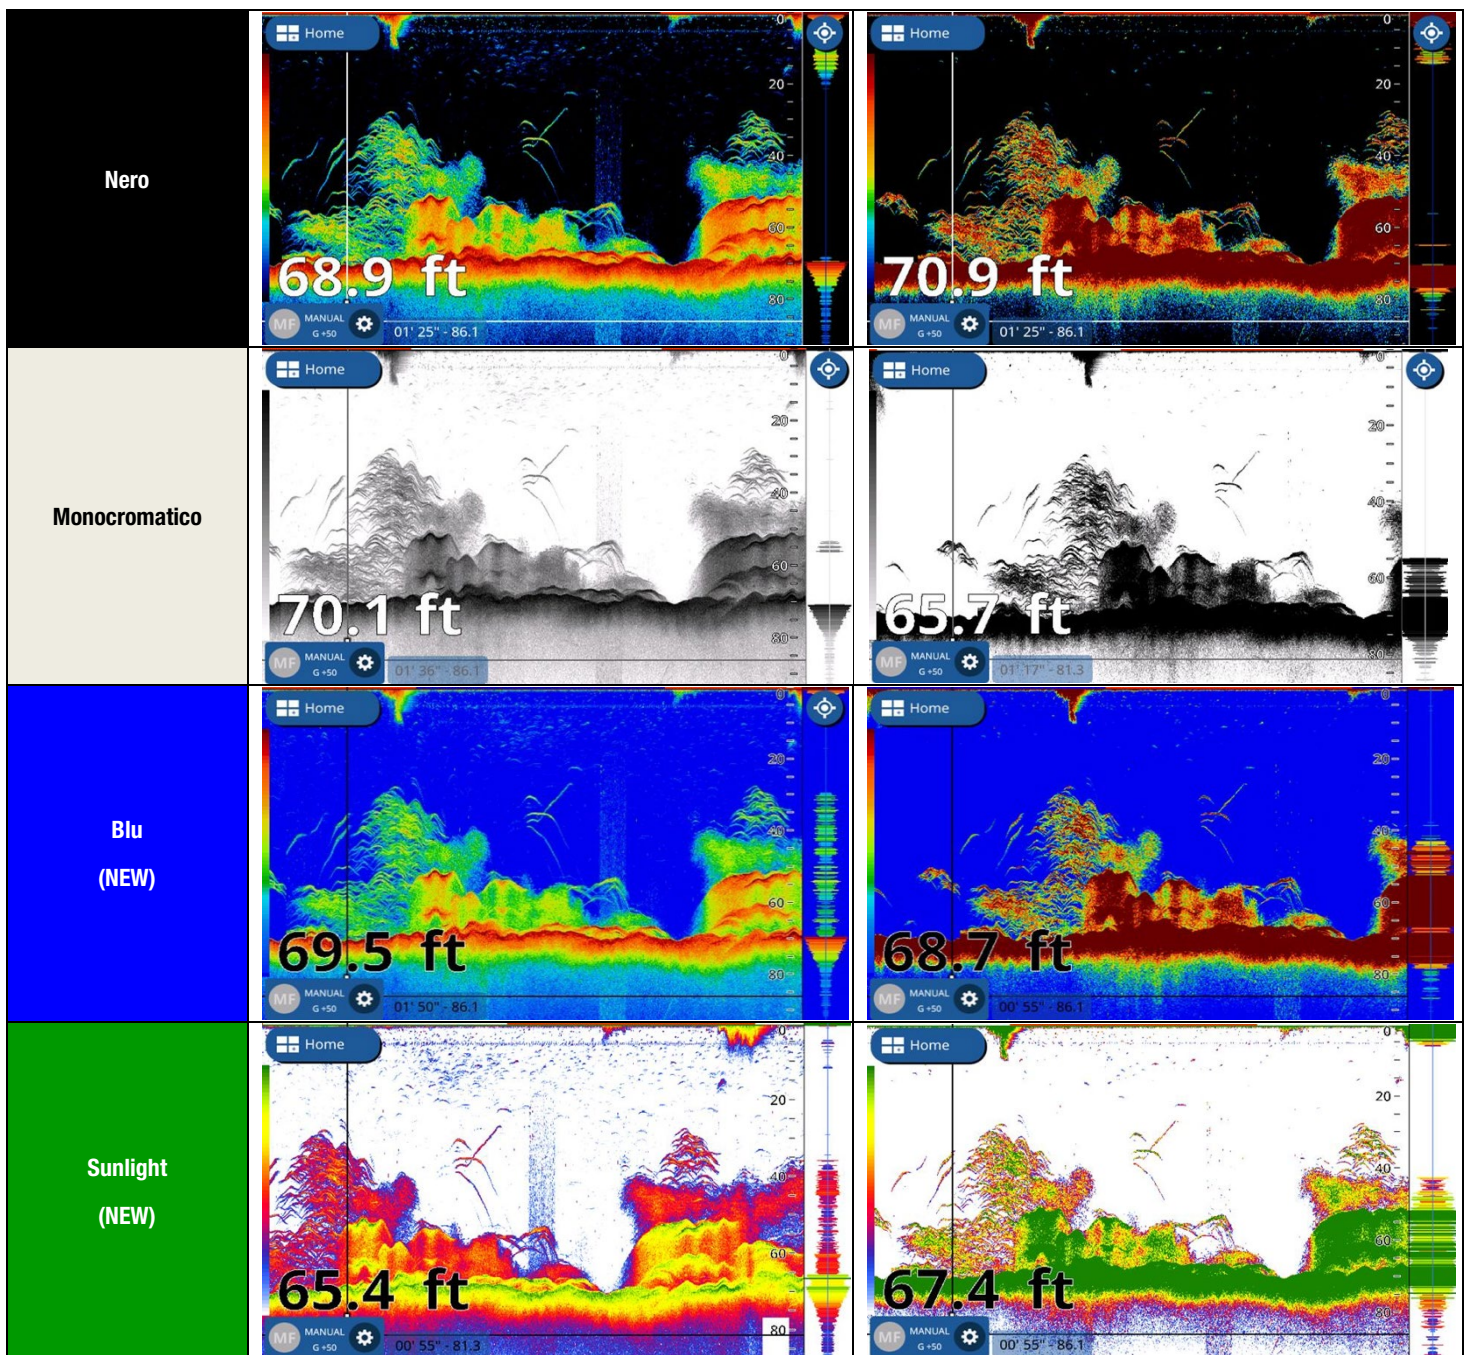 Nero
Home
0
20
40
60
80
68.9 ft
MF
MANUAL
G +50
01' 25" - 86.1
Home
0
20
40
60
80
70.9 ft
MF
MANUAL
G +50
01' 25" - 86.1
Monocromatico
Home
0
20
40
60
80
70.1 ft
MF
MANUAL
G +50
01' 36" - 86.1
Home
0
20
40
60
80
65.7 ft
MF
MANUAL
G +50
01' 17" - 81.3
Blu
(NEW)
Home
0
20
40
60
80
69.5 ft
MF
MANUAL
G +50
01' 50" - 86.1
Home
0
20
40
60
80
68.7 ft
MF
MANUAL
G +50
00' 55" - 86.1
Sunlight
(NEW)
Home
0
20
40
60
80
65.4 ft
MF
MANUAL
G +50
00' 55" - 81.3
Home
0
20
40
60
80
67.4 ft
MF
MANUAL
G +50
00' 55" - 86.1